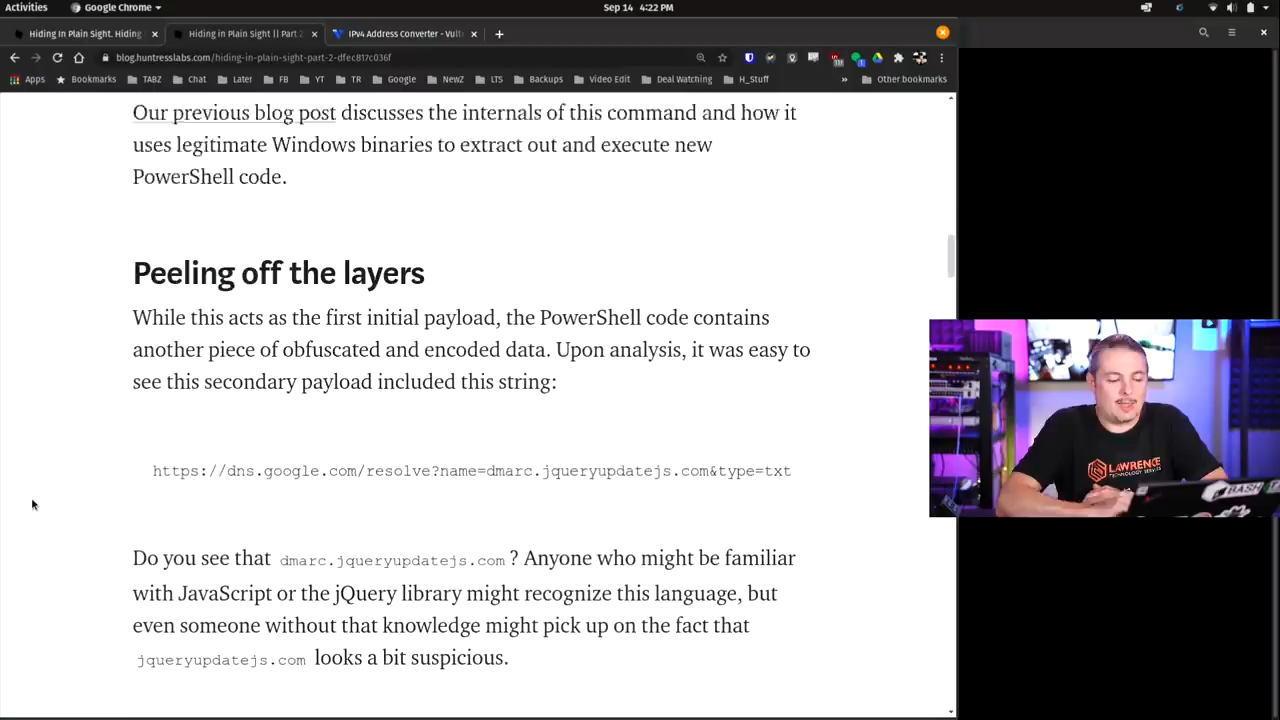 Activities
Google Chrome
Sep 14 4:22 PM
Hiding In Plain Sight. Hiding
Hiding in Plain Sight || Part 2
IPv4 Address Converter - Vult
blog.huntresslabs.com/hiding-in-plain-sight-part-2-dfec817c036f
Apps
Bookmarks
TABZ
Chat
Later
FB
YT
TR
Google
NewZ
LTS
Backups
Video Edit
Deal Watching
H_Stuff
»
Other bookmarks
Our previous blog post discusses the internals of this command and how it
uses legitimate Windows binaries to extract out and execute new
PowerShell code.
Peeling off the layers
While this acts as the first initial payload, the PowerShell code contains
another piece of obfuscated and encoded data. Upon analysis, it was easy to
see this secondary payload included this string:
https://dns.google.com/resolve?name=dmarc.jqueryupdatejs.com&type=txt
Do you see that dmarc.jqueryupdatejs.com ? Anyone who might be familiar
with JavaScript or the jQuery library might recognize this language, but
even someone without that knowledge might pick up on the fact that
jqueryupdatejs.com looks a bit suspicious.
LAWRENCE
TECHNOLOGY SERVICES
BASH